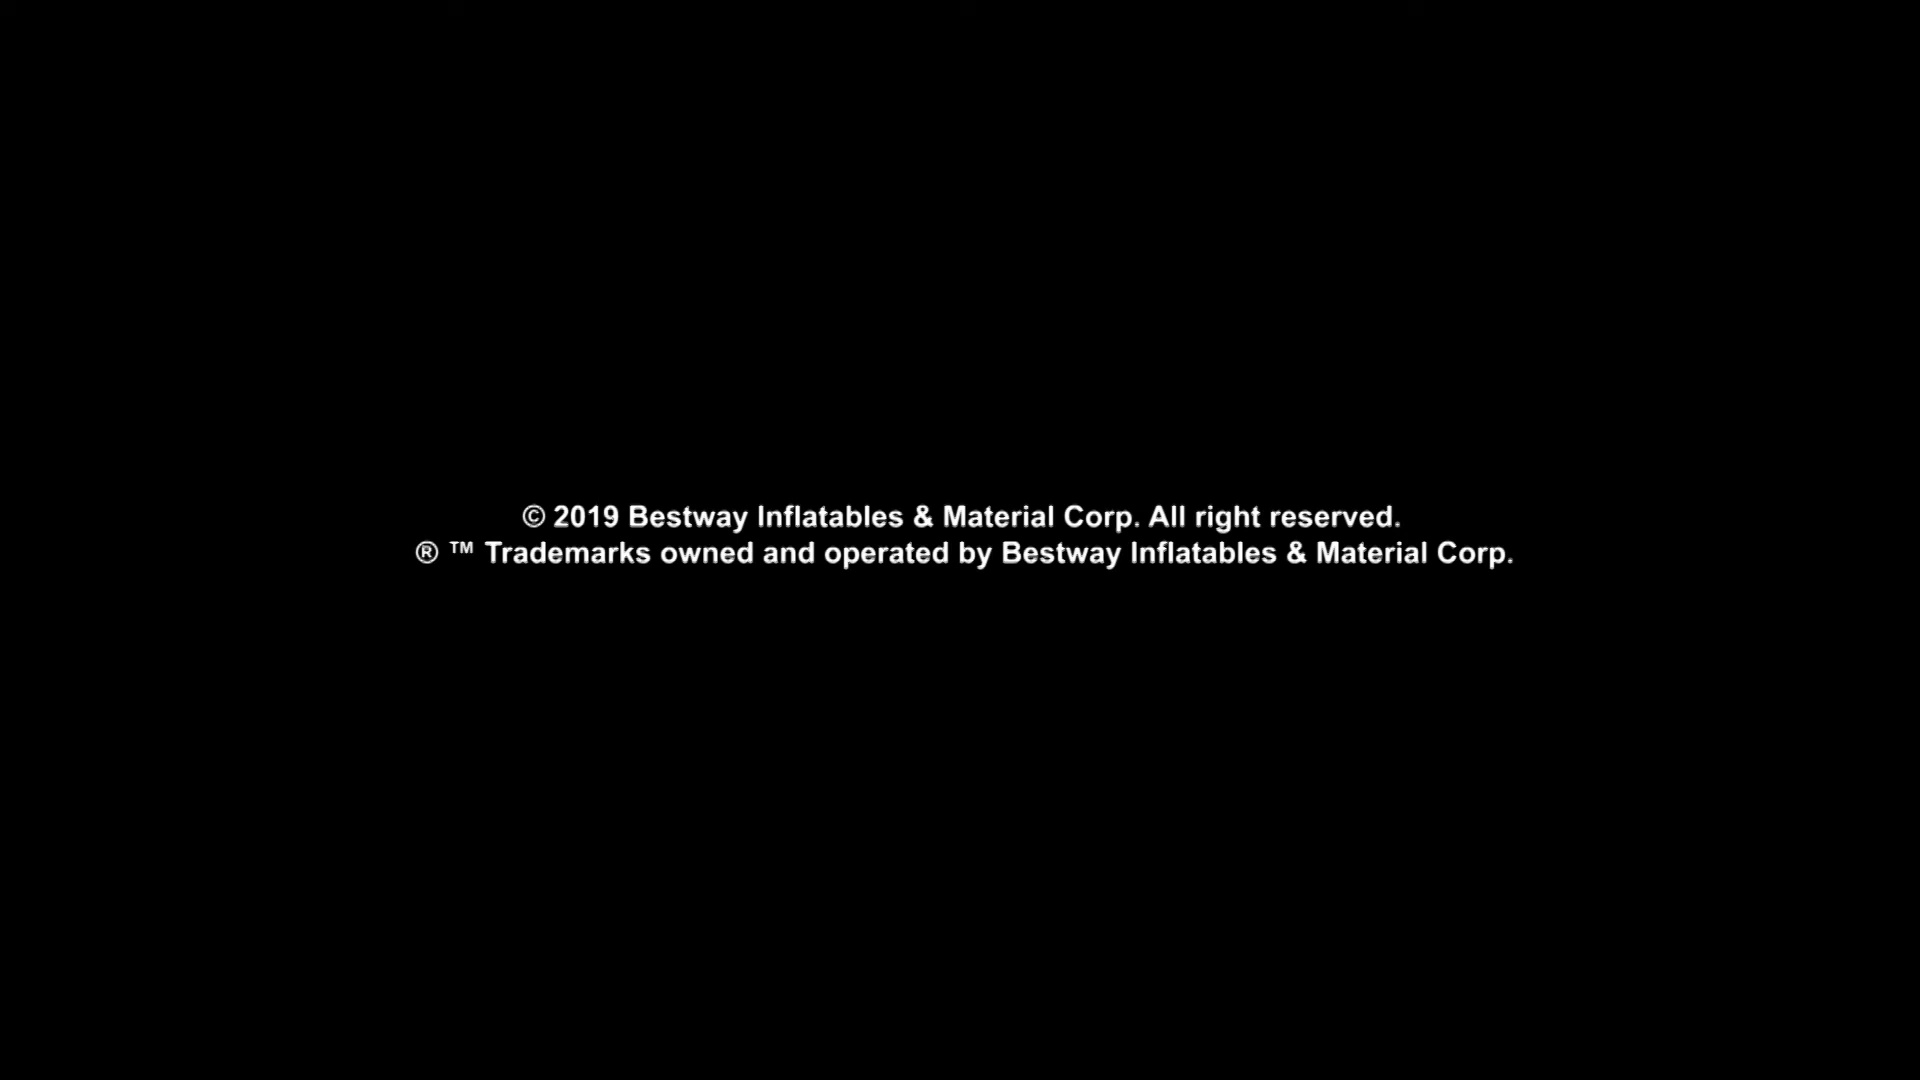 © 2019 Bestway Inflatables & Material Corp. All right reserved.
® ™ Trademarks owned and operated by Bestway Inflatables & Material Corp.